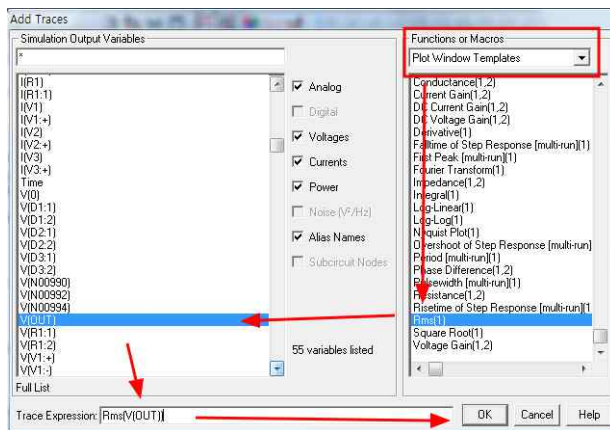 Add Traces
Simulation Output Variables
*
I(R1)
I(R1:1)
I(V1)
I(V1:+)
I(V2)
I(V2:+)
I(V3)
I(V3:+)
Time
V(0)
V(D1:1)
V(D1:2)
V(D2:1)
V(D2:2)
V(D3:1)
V(D3:2)
V(N00990)
V(N00992)
V(N00994)
V(OUT)
V(R1:1)
V(R1:2)
V(V1:+)
V(V1:-)
Full List
Analog
Digital
Voltages
Currents
Power
Noise (V²/Hz)
Alias Names
Subcircuit Nodes
55 variables listed
Functions or Macros
Plot Window Templates
Conductance(1,2)
Current Gain(1,2)
DC Current Gain(1,2)
DC Voltage Gain(1,2)
Derivative(1)
Falltime of Step Response [multi-run](1)
First Peak [multi-run](1)
Fourier Transform(1)
Impedance(1,2)
Integral(1)
Log-Linear(1)
Log-Log(1)
Nyquist Plot(1)
Overshoot of Step Response [multi-run]
Period [multi-run](1)
Phase Difference(1,2)
Pulsewidth [multi-run](1)
Resistance(1,2)
Risetime of Step Response [multi-run](1
Rms(1)
Square Root(1)
Voltage Gain(1,2)
Trace Expression: Rms(V(OUT))
OK
Cancel
Help